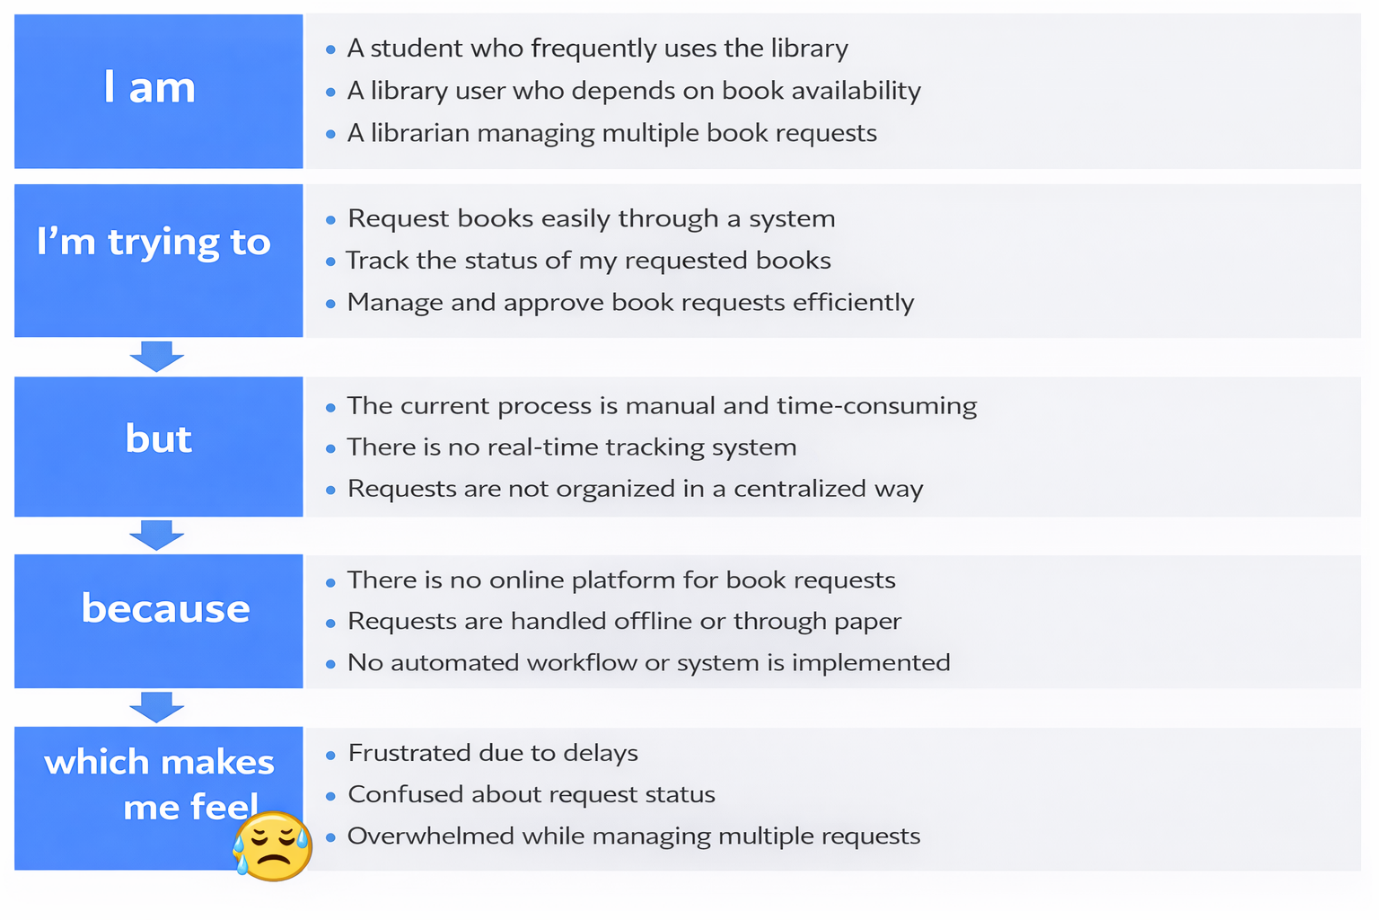 I am
• A student who frequently uses the library
• A library user who depends on book availability
• A librarian managing multiple book requests
I'm trying to
• Request books easily through a system
• Track the status of my requested books
• Manage and approve book requests efficiently
but
• The current process is manual and time-consuming
• There is no real-time tracking system
• Requests are not organized in a centralized way
because
• There is no online platform for book requests
• Requests are handled offline or through paper
• No automated workflow or system is implemented
which makes
me feel
• Frustrated due to delays
• Confused about request status
• Overwhelmed while managing multiple requests